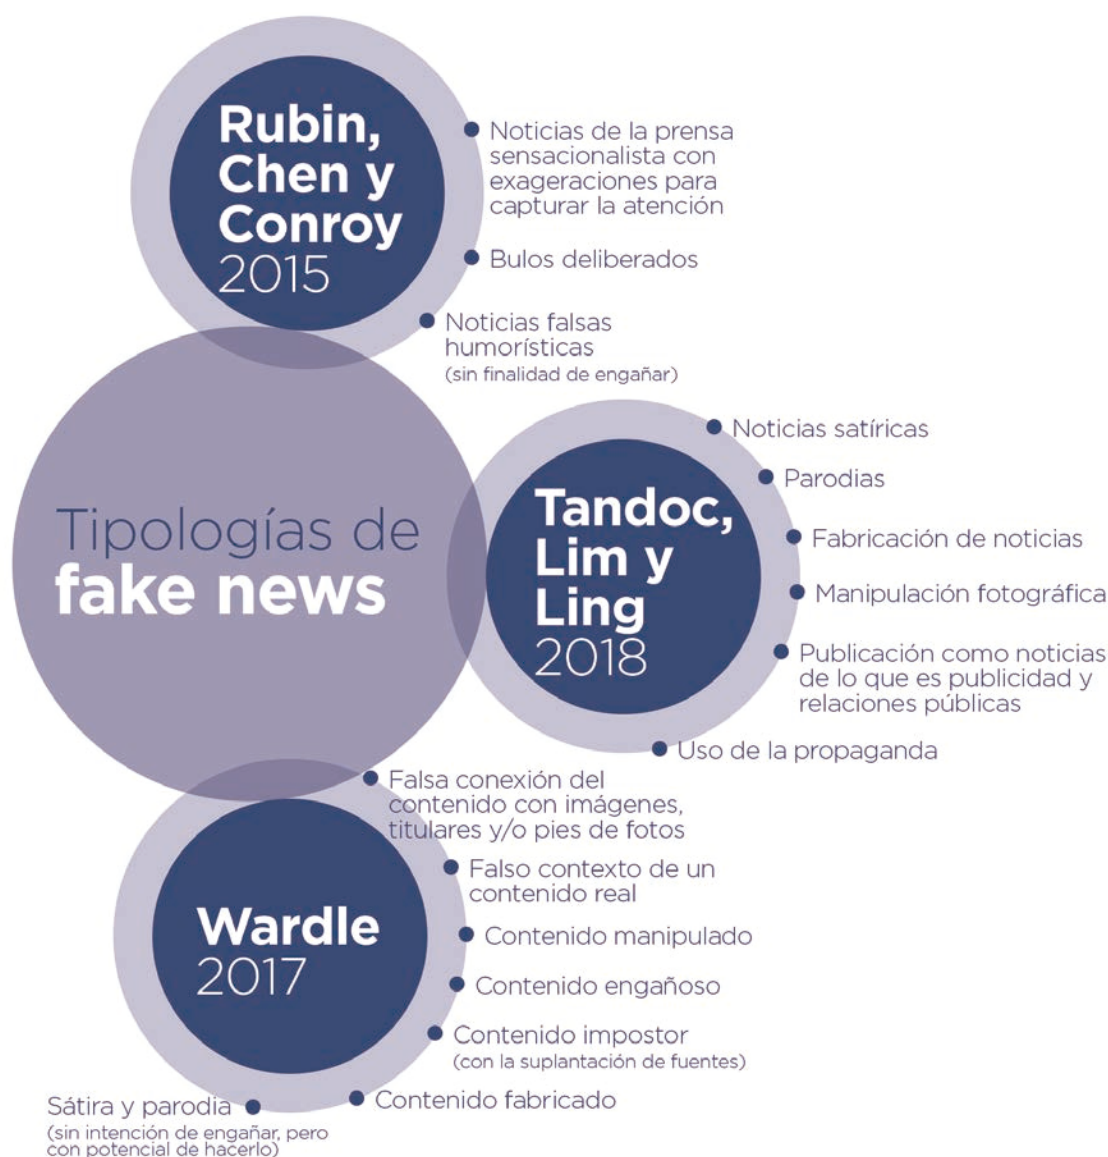 Rubin,
Chen y
Conroy
2015
Noticias de la prensa
sensacionalista con
exageraciones para
capturar la atención
Bulos deliberados
Noticias falsas
humorísticas
(sin finalidad de engañar)
Tipologías de
fake news
Tandoc,
Lim y
Ling
2018
Noticias satíricas
Parodias
Fabricación de noticias
Manipulación fotográfica
Publicación como noticias
de lo que es publicidad y
relaciones públicas
Uso de la propaganda
Wardle
2017
Falsa conexión del
contenido con imágenes,
titulares y/o pies de fotos
Falso contexto de un
contenido real
Contenido manipulado
Contenido engañoso
Contenido impostor
(con la suplantación de fuentes)
Contenido fabricado
Sátira y parodia
(sin intención de engañar, pero
con potencial de hacerlo)